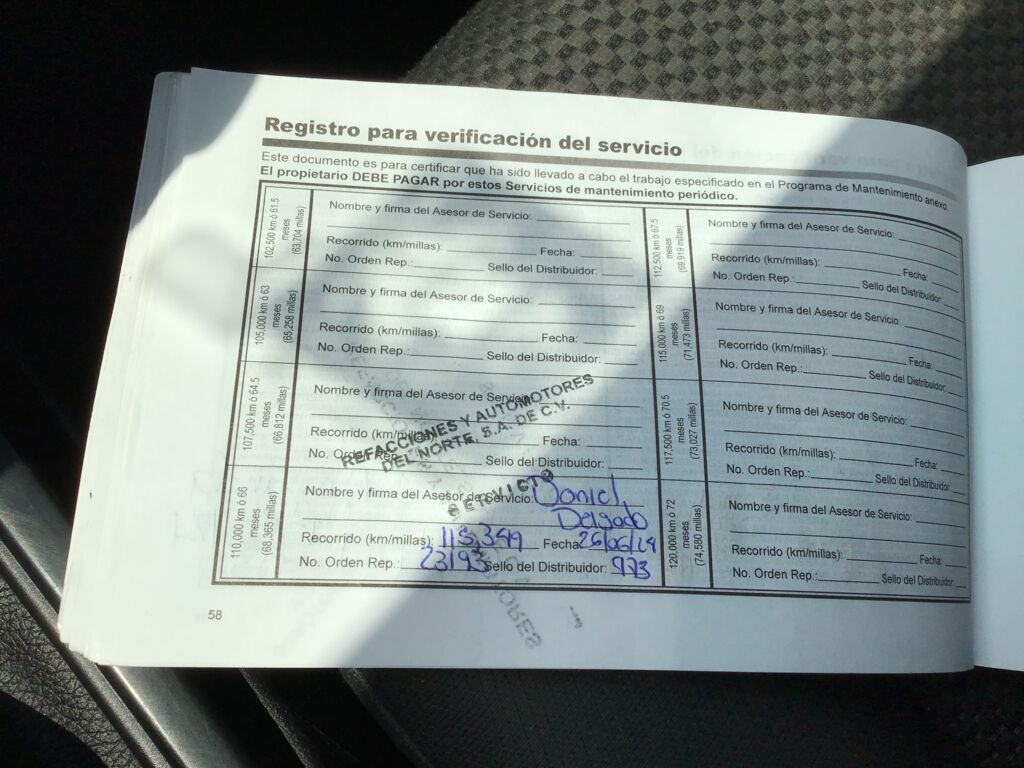 Registro para verificación del servicio
Este documento es para certificar que ha sido llevado a cabo el trabajo especificado en el Programa de Mantenimiento anexo.
El propietario DEBE PAGAR por estos Servicios de mantenimiento periódico.
102,500 km ó 61.5
meses
(63,704 millas)
Nombre y firma del Asesor de Servicio:
Recorrido (km/millas): Fecha:
No. Orden Rep.: Sello del Distribuidor:
105,000 km ó 63
meses
(65,258 millas)
Nombre y firma del Asesor de Servicio:
Recorrido (km/millas): Fecha:
No. Orden Rep.: Sello del Distribuidor:
107,500 km ó 64.5
meses
(66,812 millas)
Nombre y firma del Asesor de Servicio:
Recorrido (km/millas): Fecha:
No. Orden Rep.: Sello del Distribuidor:
REFACCIONES Y AUTOMOTORES
DEL NORTE, S.A. DE C.V.
SERVICIO
110,000 km ó 66
meses
(68,365 millas)
Nombre y firma del Asesor de Servicio: Daniel
Delgado
Recorrido (km/millas): 113,349 Fecha:
No. Orden Rep.: Sello del Distribuidor: 923
112,500 km ó 67.5
meses
(69,919 millas)
Nombre y firma del Asesor de Servicio:
Recorrido (km/millas): Fecha:
No. Orden Rep.: Sello del Distribuidor:
115,000 km ó 69
meses
(71,473 millas)
Nombre y firma del Asesor de Servicio:
Recorrido (km/millas): Fecha:
No. Orden Rep.: Sello del Distribuidor:
117,500 km ó 70.5
meses
(73,027 millas)
Nombre y firma del Asesor de Servicio:
Recorrido (km/millas): Fecha:
No. Orden Rep.: Sello del Distribuidor:
120,000 km ó 72
meses
(74,580 millas)
Nombre y firma del Asesor de Servicio:
Recorrido (km/millas): Fecha:
No. Orden Rep.: Sello del Distribuidor:
58